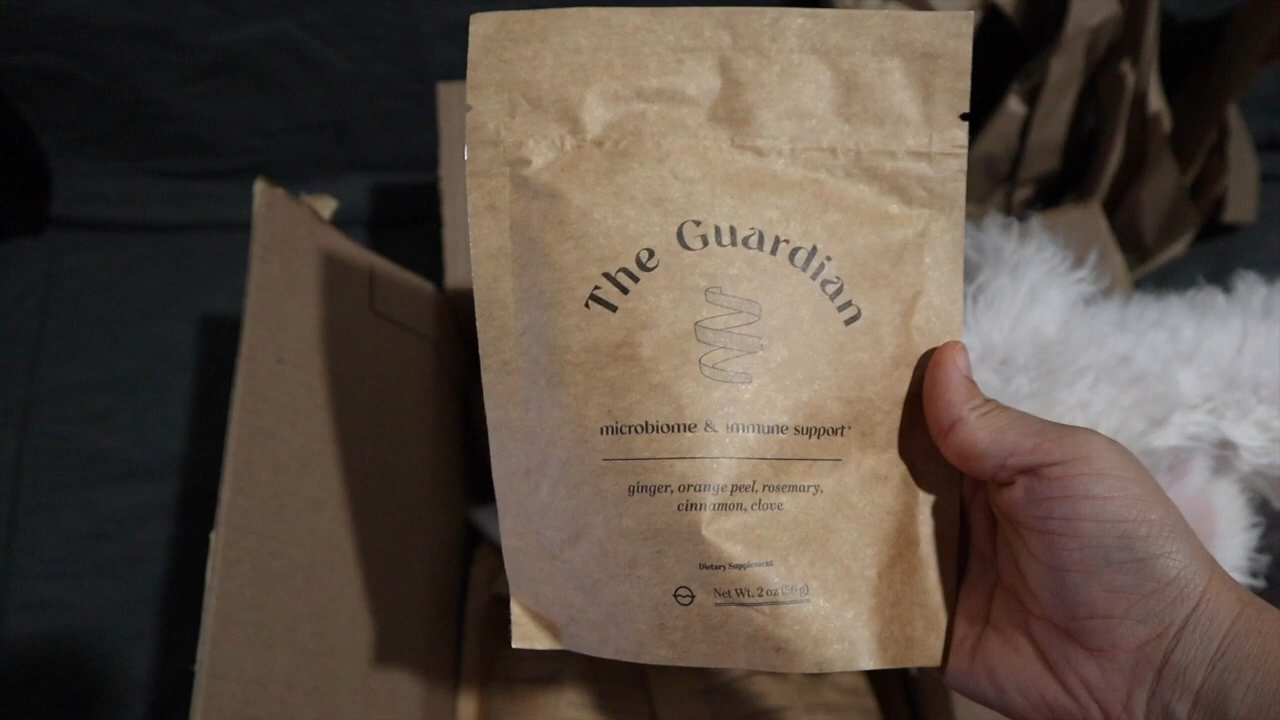 The Guardian
microbiome & immune support*
ginger, orange peel, rosemary,
cinnamon, clove
Dietary Supplement
Net Wt. 2 oz (56g)